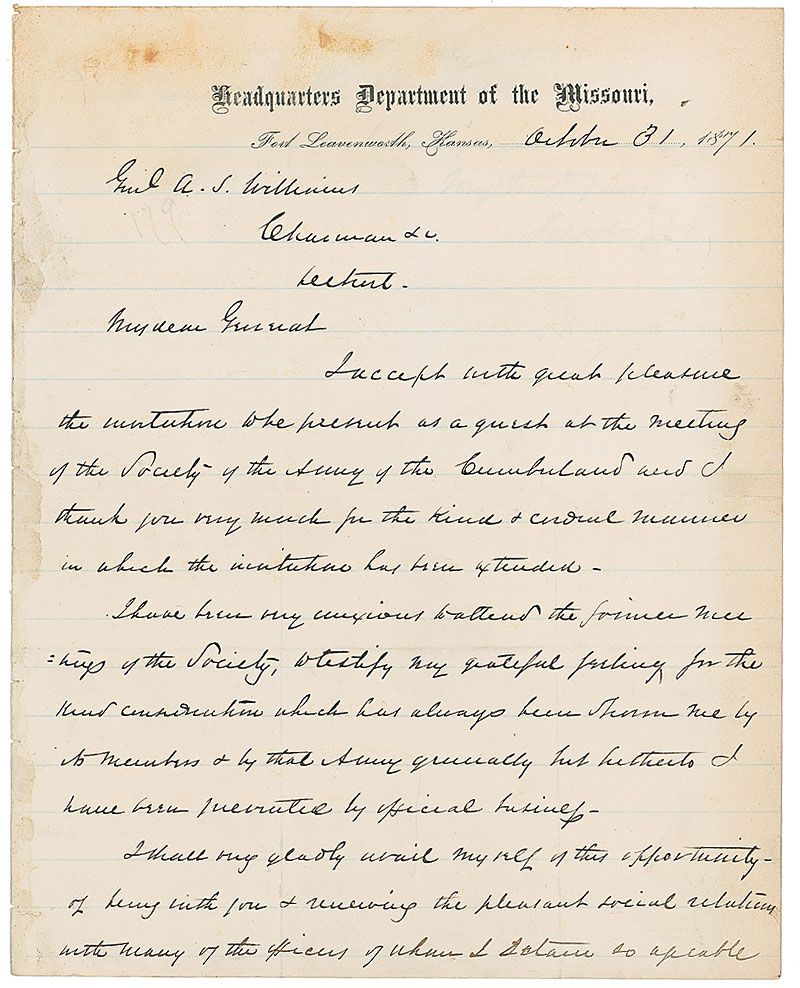 Headquarters Department of the Missouri,
Fort Leavenworth, Kansas, October 31, 1871.
Genl A. S. Williams
Chairman &c.
Detroit.
My dear General
I accept with great pleasure
the invitation to be present as a guest at the meeting
of the Society of the Army of the Cumberland and I
thank you very much for the kind & cordial manner
in which the invitation has been extended -
I have been very anxious to attend the former mee
=tings of the Society, to testify my grateful feeling for the
kind consideration which has always been shown me by
its members & by that Army generally but hitherto I
have been prevented by official business -
I shall very gladly avail myself of this opportunity -
of being with you & renewing the pleasant social relations
with many of the officers of whom I retain so agreable